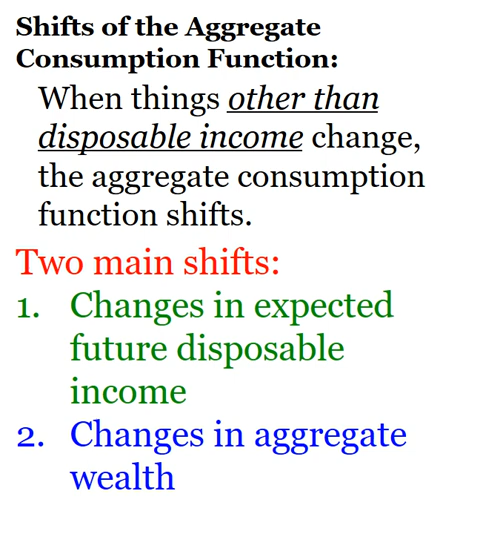 Shifts of the Aggregate
Consumption Function:
When things other than
disposable income change,
the aggregate consumption
function shifts.
Two main shifts:
1. Changes in expected
future disposable
income
2. Changes in aggregate
wealth